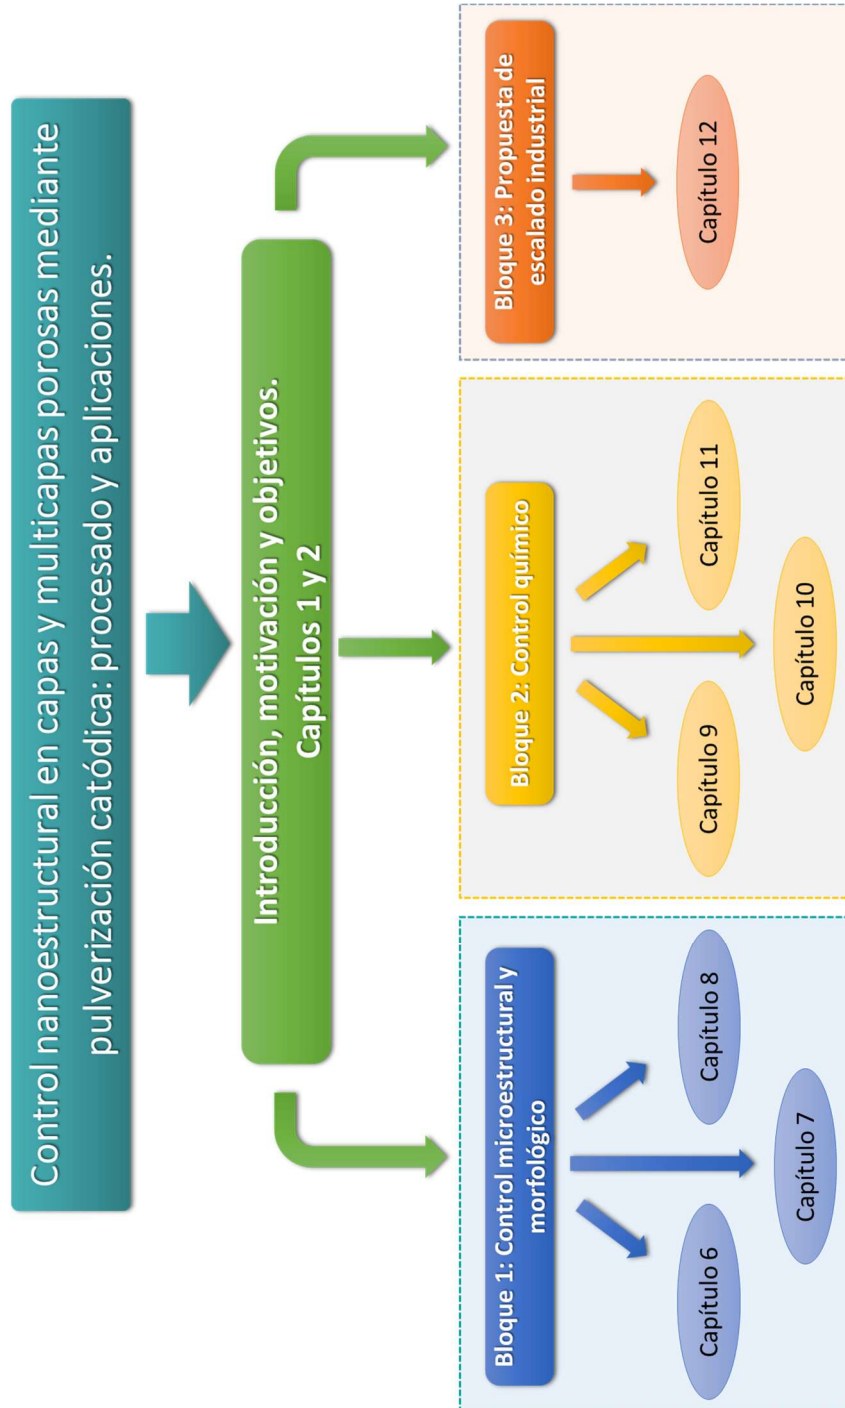 Control nanoestructural en capas y multicapas porosas mediante
pulverización catódica: procesado y aplicaciones.
Introducción, motivación y objetivos.
Capítulos 1 y 2
Bloque 1: Control microestructural y
morfológico
Capítulo 6
Capítulo 7
Capítulo 8
Bloque 2: Control químico
Capítulo 9
Capítulo 10
Capítulo 11
Bloque 3: Propuesta de
escalado industrial
Capítulo 12